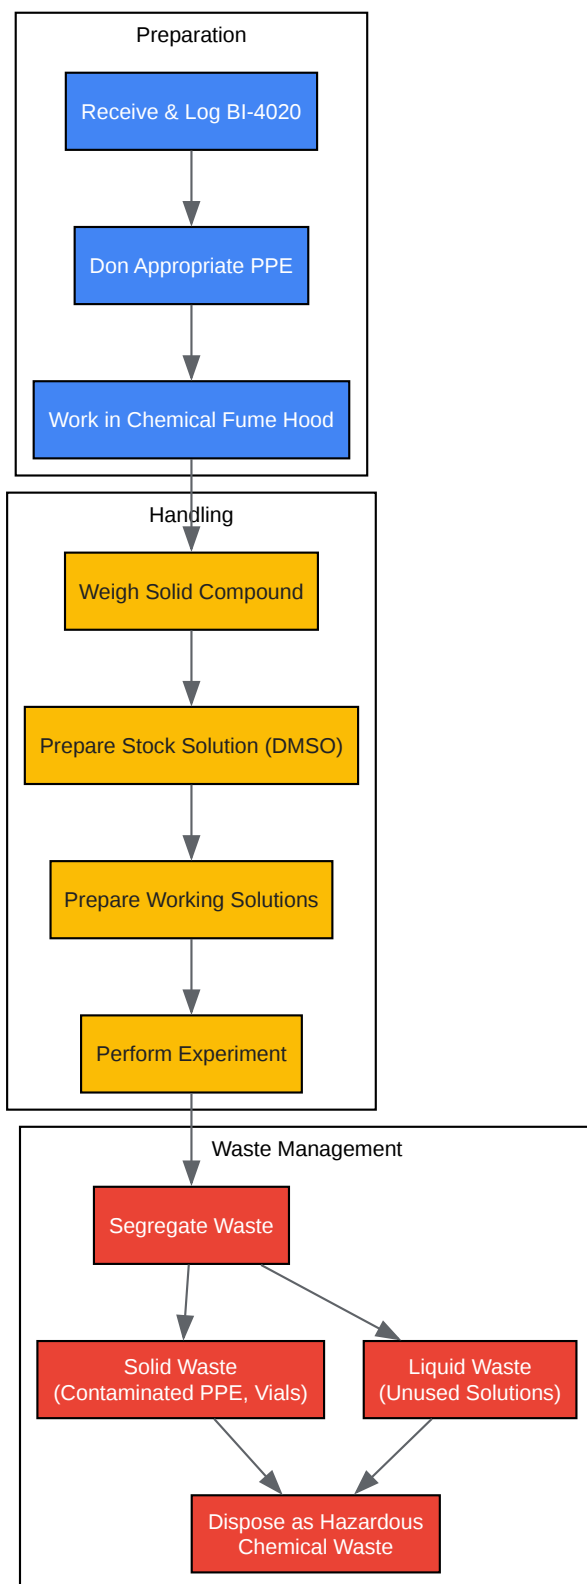 Preparation
Receive & Log BI-4020
Don Appropriate PPE
Work in Chemical Fume Hood
Handling
Weigh Solid Compound
Prepare Stock Solution (DMSO)
Prepare Working Solutions
Perform Experiment
Waste Management
Segregate Waste
Solid Waste
(Contaminated PPE, Vials)
Liquid Waste
(Unused Solutions)
Dispose as Hazardous
Chemical Waste